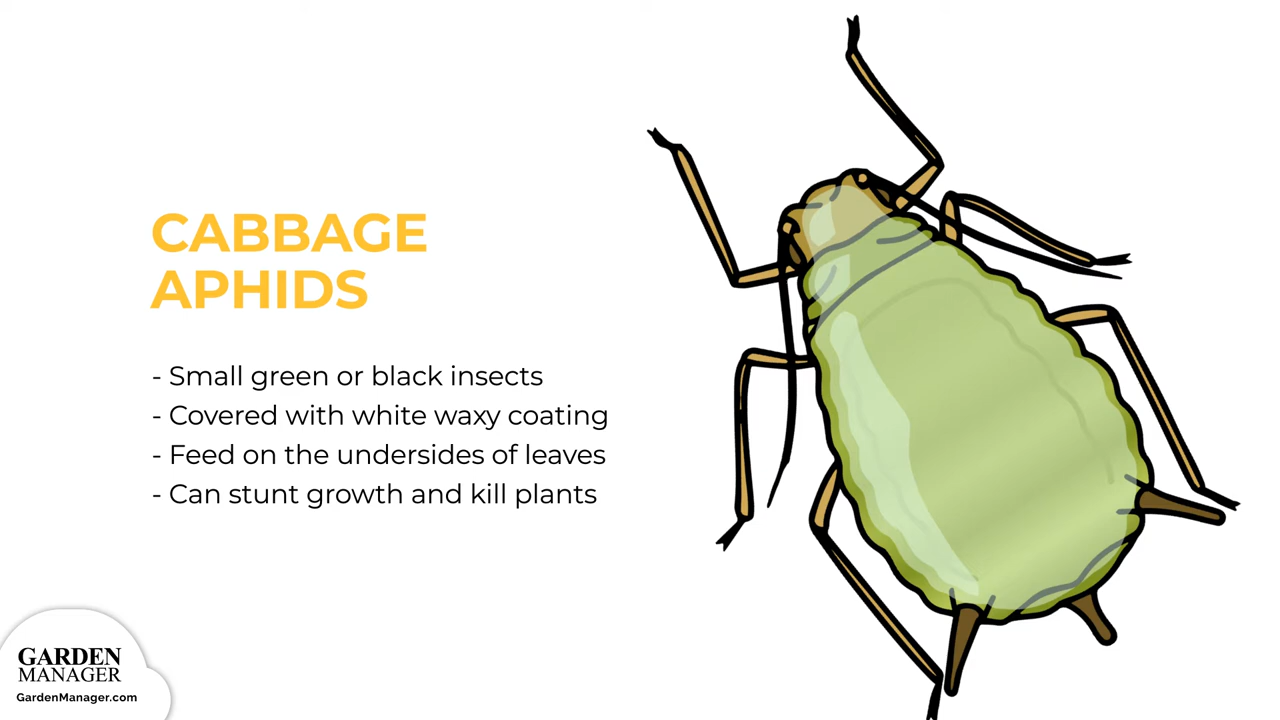 CABBAGE
APHIDS
- Small green or black insects
- Covered with white waxy coating
- Feed on the undersides of leaves
- Can stunt growth and kill plants
GARDEN
MANAGER
GardenManager.com